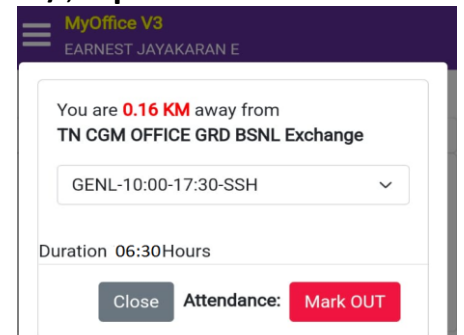 MyOffice V3
EARNEST JAYAKARAN E
You are 0.16 KM away from
TN CGM OFFICE GRD BSNL Exchange
GENL-10:00-17:30-SSH
Duration 06:30Hours
Close Attendance: Mark OUT